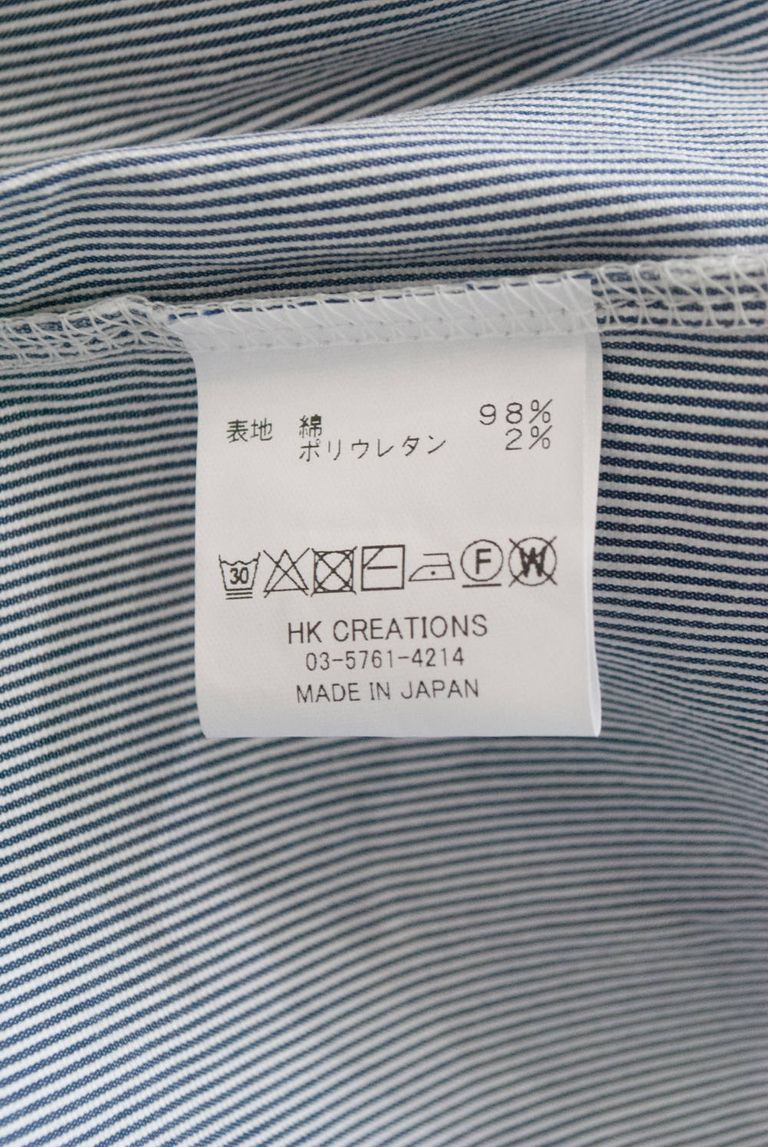 表地 綿 98%
ポリウレタン 2%
30 F W
HK CREATIONS
03-5761-4214
MADE IN JAPAN